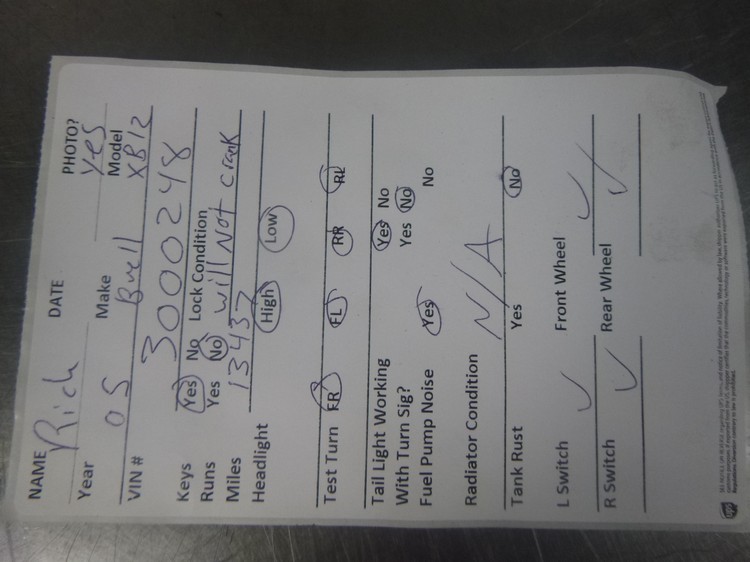 NAME Rich DATE PHOTO? Yes
Year 05 Make Buell Model XB12
VIN # 3000248
Keys Yes No Lock Condition
Runs Yes No Will Not crank
Miles 13437
Headlight High Low
Test Turn FR FL RR RL
Tail Light Working Yes No
With Turn Sig? Yes No
Fuel Pump Noise Yes No
Radiator Condition N/A
Tank Rust Yes No
L Switch ✓ Front Wheel ✓
R Switch ✓ Rear Wheel ✓
ups